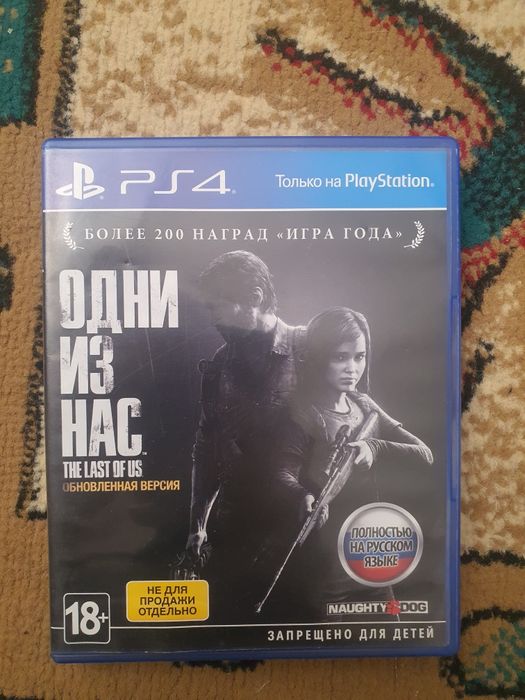 PS4
Только на PlayStation®
БОЛЕЕ 200 НАГРАД «ИГРА ГОДА»
ОДНИ
ИЗ
НАС™
THE LAST OF US
ОБНОВЛЕННАЯ ВЕРСИЯ
ПОЛНОСТЬЮ
НА РУССКОМ
ЯЗЫКЕ
НЕ ДЛЯ
ПРОДАЖИ
ОТДЕЛЬНО
18+
NAUGHTY DOG
ЗАПРЕЩЕНО ДЛЯ ДЕТЕЙ